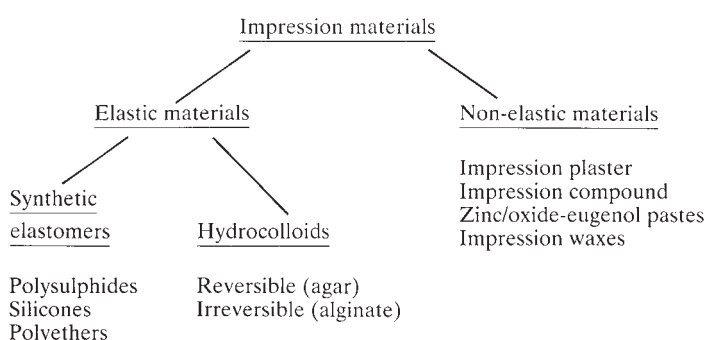 Impression materials
Elastic materials
Non-elastic materials
Synthetic
elastomers
Polysulphides
Silicones
Polyethers
Hydrocolloids
Reversible (agar)
Irreversible (alginate)
Impression plaster
Impression compound
Zinc/oxide-eugenol pastes
Impression waxes